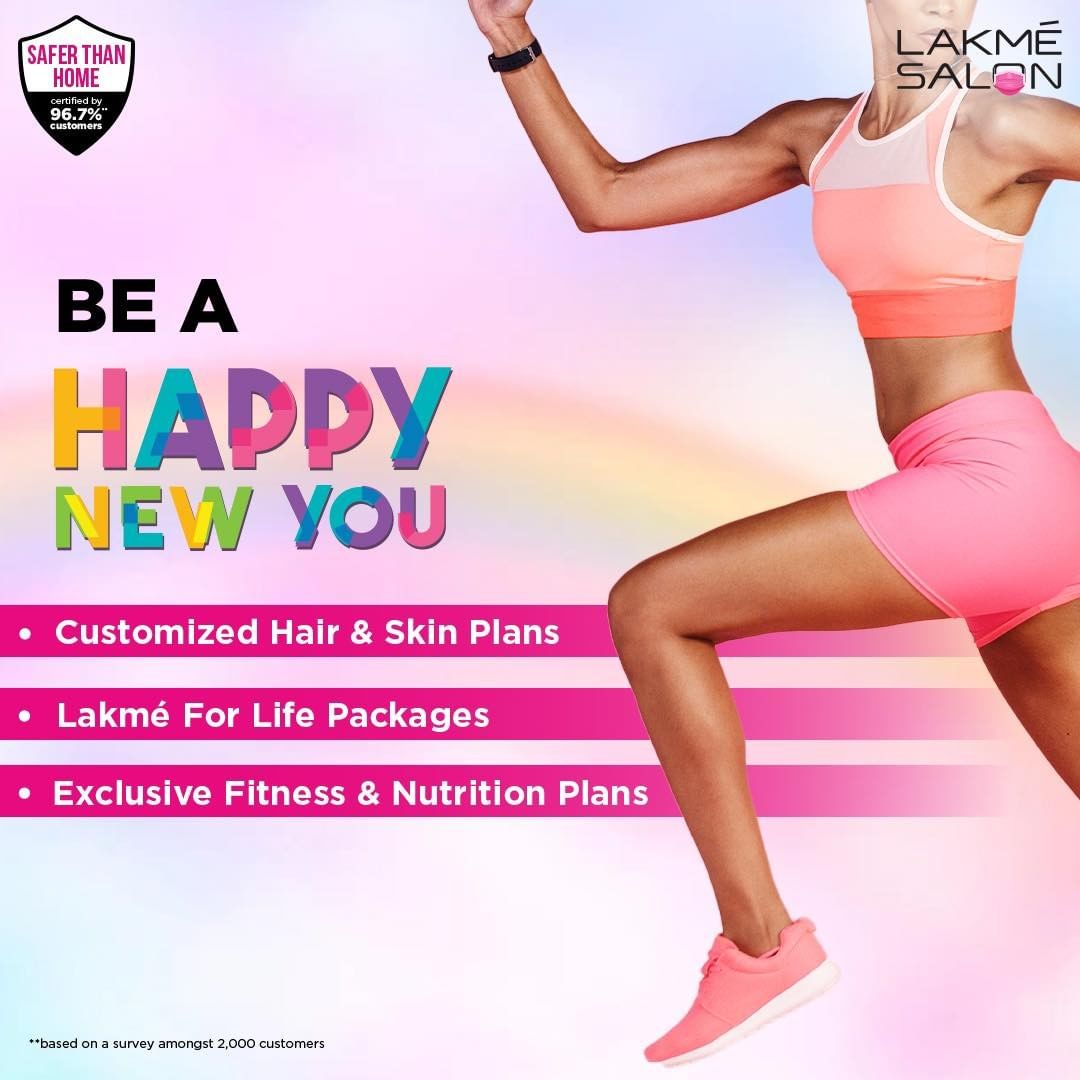 SAFER THAN
HOME
certified by
96.7%**
customers
LAKMÉ
SALON
BE A
HAPPY
NEW YOU
• Customized Hair & Skin Plans
• Lakmé For Life Packages
• Exclusive Fitness & Nutrition Plans
**based on a survey amongst 2,000 customers